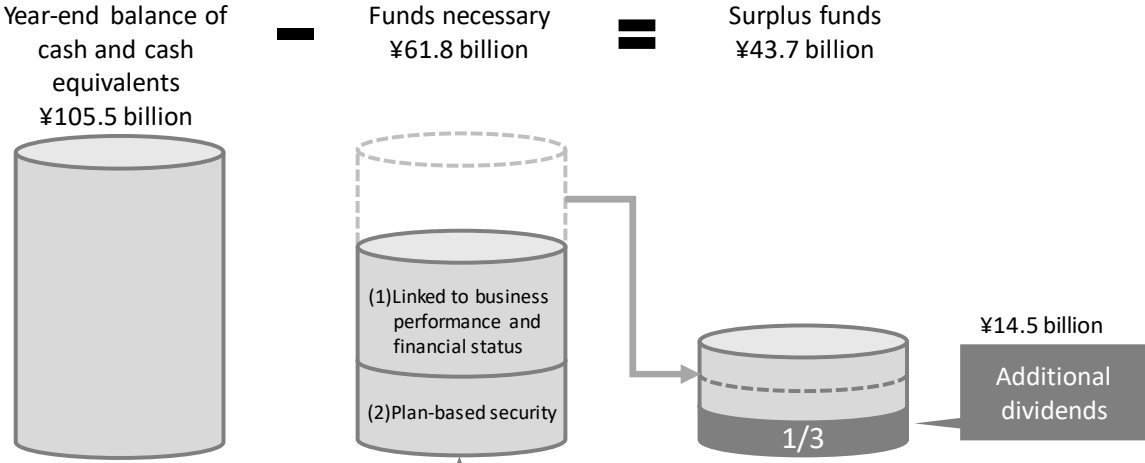 Year-end balance of
cash and cash
equivalents
¥105.5 billion
Funds necessary
¥61.8 billion
Surplus funds
¥43.7 billion
(1)Linked to business
performance and
financial status
(2)Plan-based security
¥14.5 billion
Additional
dividends
1/3